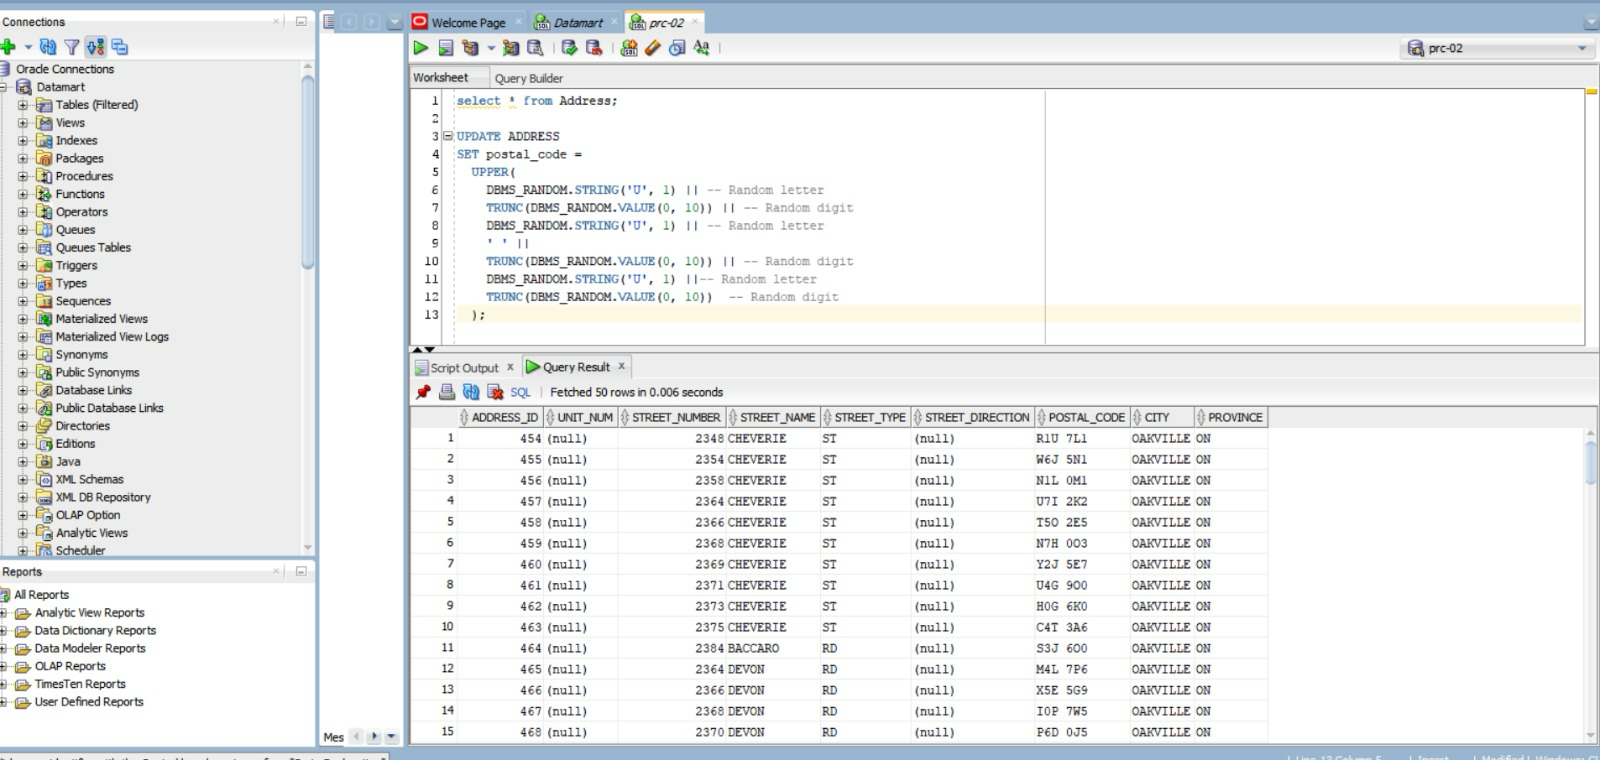 Connections
Oracle Connections
Datamart
Tables (Filtered)
Views
Indexes
Packages
Procedures
Functions
Operators
Queues
Queues Tables
Triggers
Types
Sequences
Materialized Views
Materialized View Logs
Synonyms
Public Synonyms
Database Links
Public Database Links
Directories
Editions
Java
XML Schemas
XML DB Repository
OLAP Option
Analytic Views
Scheduler
Reports
All Reports
Analytic View Reports
Data Dictionary Reports
Data Modeler Reports
OLAP Reports
TimesTen Reports
User Defined Reports
Mes
Welcome Page Datamart prc-02
prc-02
Worksheet Query Builder
1 select * from Address;
2
3 UPDATE ADDRESS
4 SET postal_code =
5 UPPER(
6 DBMS_RANDOM.STRING('U', 1) || -- Random letter
7 TRUNC(DBMS_RANDOM.VALUE(0, 10)) || -- Random digit
8 DBMS_RANDOM.STRING('U', 1) || -- Random letter
9 ' ' ||
10 TRUNC(DBMS_RANDOM.VALUE(0, 10)) || -- Random digit
11 DBMS_RANDOM.STRING('U', 1) ||-- Random letter
12 TRUNC(DBMS_RANDOM.VALUE(0, 10)) -- Random digit
13 );
Script Output x Query Result x
SQL | Fetched 50 rows in 0.006 seconds
ADDRESS_ID UNIT_NUM STREET_NUMBER STREET_NAME STREET_TYPE STREET_DIRECTION POSTAL_CODE CITY PROVINCE
1 454 (null) 2348 CHEVERIE ST (null) R1U 7L1 OAKVILLE ON
2 455 (null) 2354 CHEVERIE ST (null) W6J 5N1 OAKVILLE ON
3 456 (null) 2358 CHEVERIE ST (null) N1L 0M1 OAKVILLE ON
4 457 (null) 2364 CHEVERIE ST (null) U7I 2K2 OAKVILLE ON
5 458 (null) 2366 CHEVERIE ST (null) T5O 2E5 OAKVILLE ON
6 459 (null) 2368 CHEVERIE ST (null) N7H 0O3 OAKVILLE ON
7 460 (null) 2369 CHEVERIE ST (null) Y2J 5E7 OAKVILLE ON
8 461 (null) 2371 CHEVERIE ST (null) U4G 9O0 OAKVILLE ON
9 462 (null) 2373 CHEVERIE ST (null) H0G 6K0 OAKVILLE ON
10 463 (null) 2375 CHEVERIE ST (null) C4T 3A6 OAKVILLE ON
11 464 (null) 2384 BACCARO RD (null) S3J 6O0 OAKVILLE ON
12 465 (null) 2364 DEVON RD (null) M4L 7P6 OAKVILLE ON
13 466 (null) 2366 DEVON RD (null) X5E 5G9 OAKVILLE ON
14 467 (null) 2368 DEVON RD (null) I0P 7W5 OAKVILLE ON
15 468 (null) 2370 DEVON RD (null) P6D 0J5 OAKVILLE ON